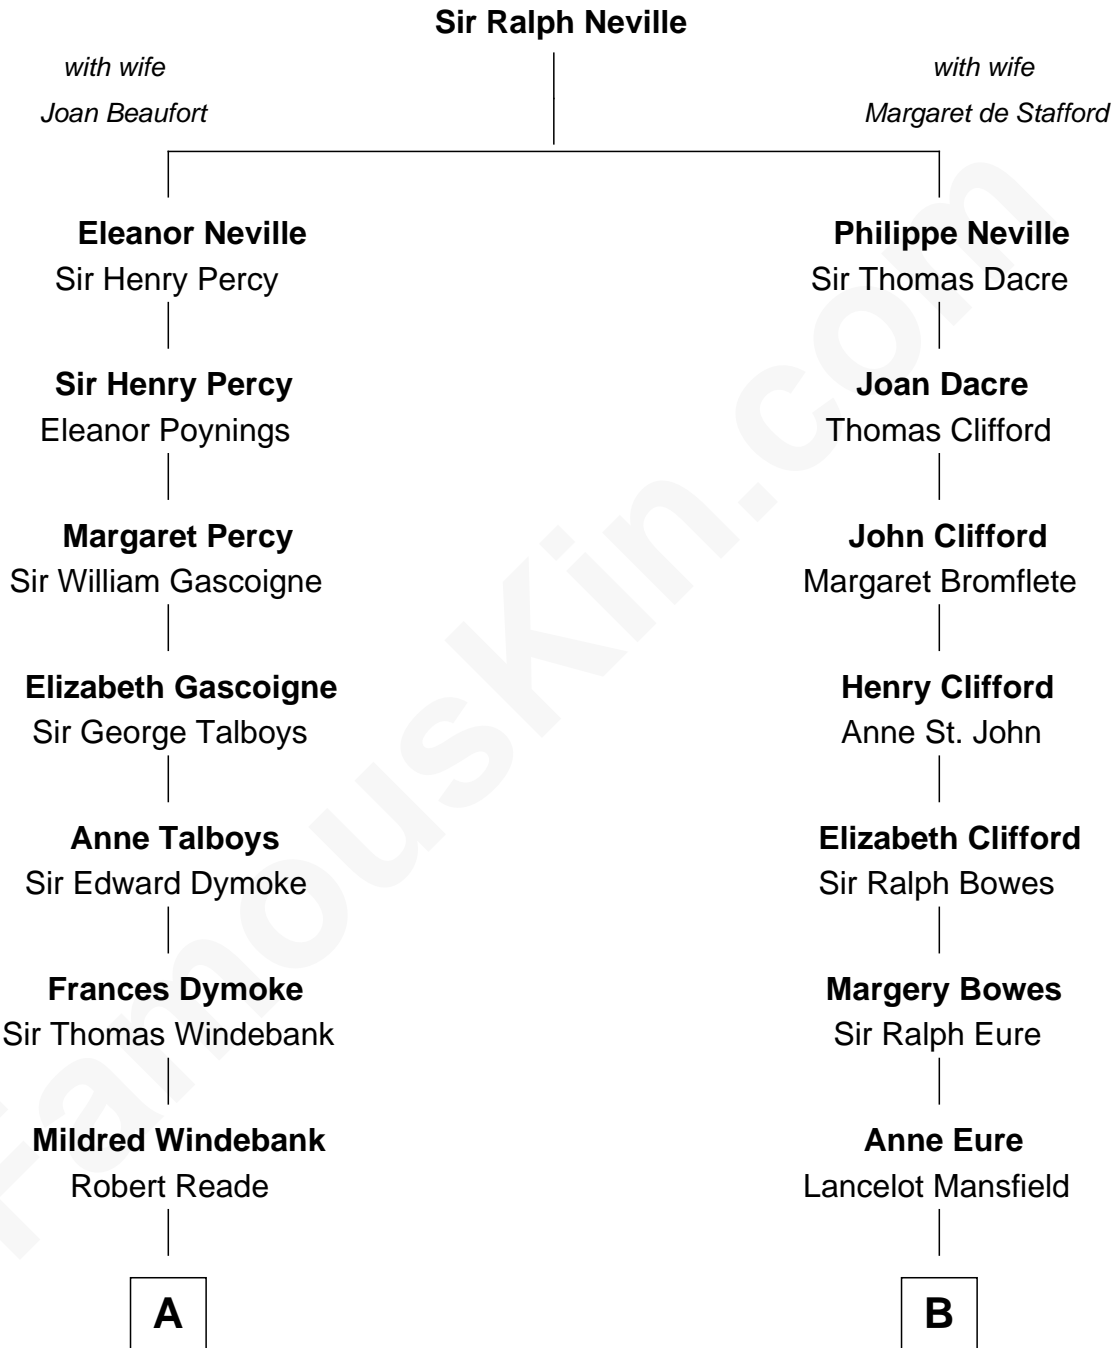 Sir Ralph Neville
with wife
Joan Beaufort
with wife
Margaret de Stafford
Eleanor Neville
Sir Henry Percy
Philippe Neville
Sir Thomas Dacre
Sir Henry Percy
Eleanor Poynings
Joan Dacre
Thomas Clifford
Margaret Percy
Sir William Gascoigne
John Clifford
Margaret Bromflete
Elizabeth Gascoigne
Sir George Talboys
Henry Clifford
Anne St. John
Anne Talboys
Sir Edward Dymoke
Elizabeth Clifford
Sir Ralph Bowes
Frances Dymoke
Sir Thomas Windebank
Margery Bowes
Sir Ralph Eure
Mildred Windebank
Robert Reade
Anne Eure
Lancelot Mansfield
A
B
FamousKin.com